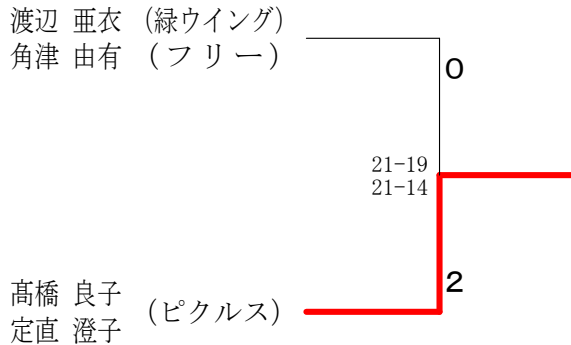 渡辺 亜衣 (緑ウイング)
角津 由有 (フリー)
0
21-19
21-14
2
髙橋 良子
定直 澄子
(ピクルス)